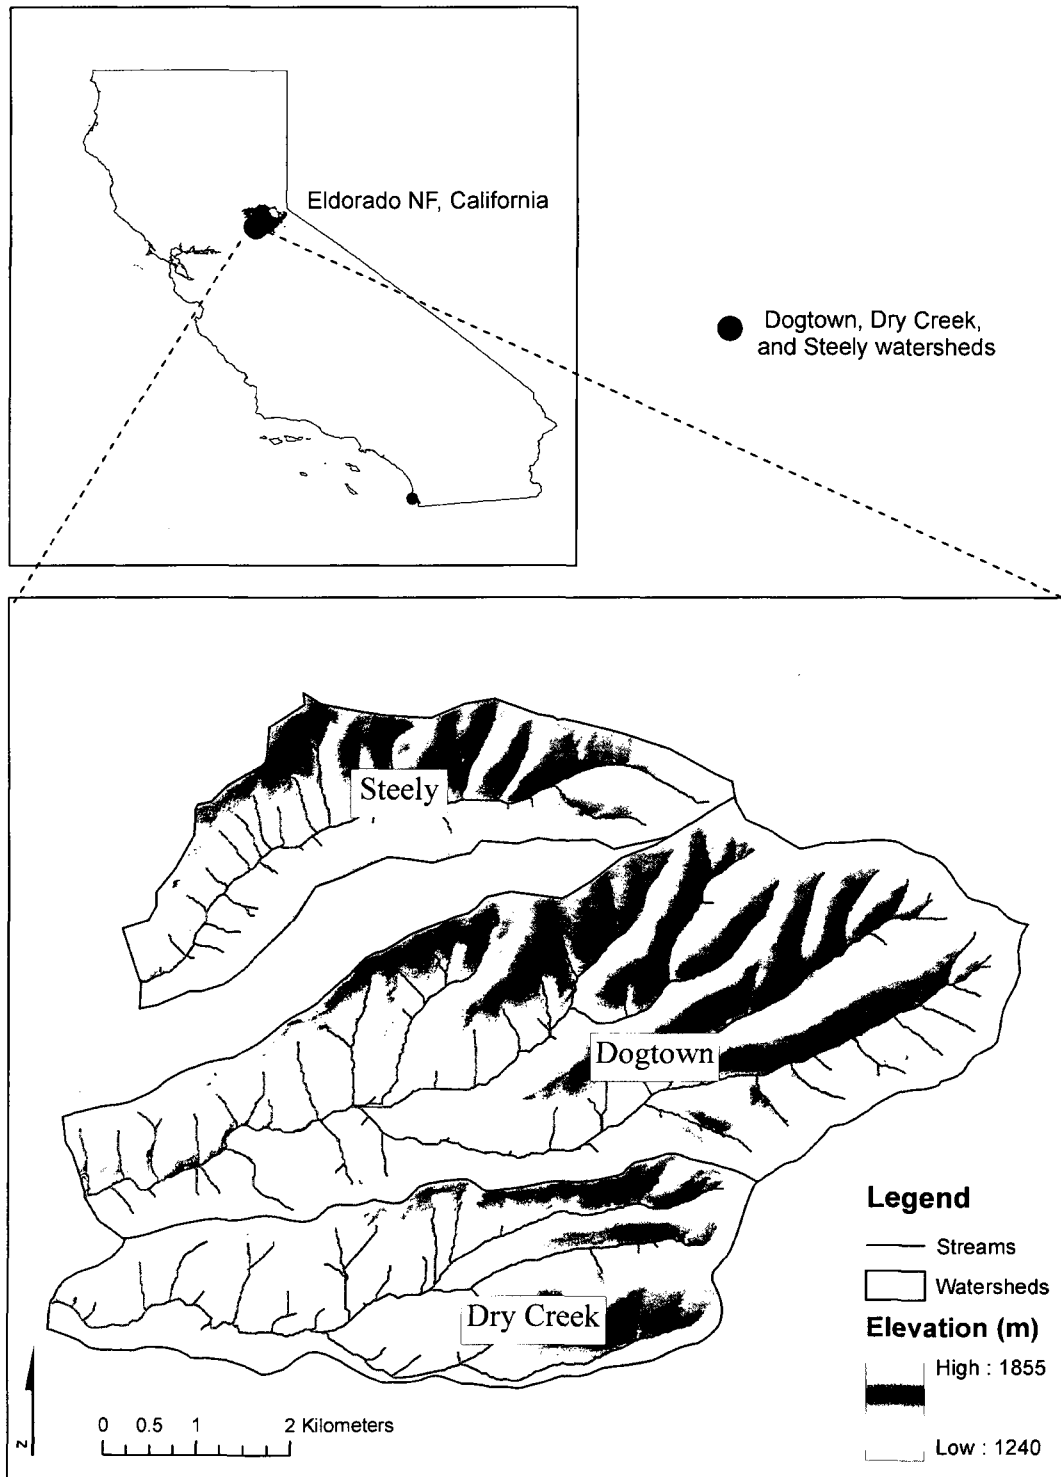 Eldorado NF, California
Dogtown, Dry Creek,
and Steely watersheds
Steely
Dogtown
Dry Creek
Legend
Streams
Watersheds
Elevation (m)
High : 1855
Low : 1240
0 0.5 1 2 Kilometers
N